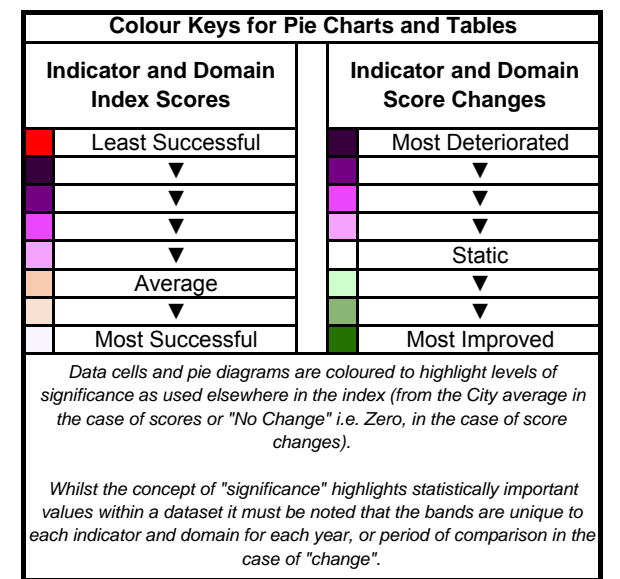 Colour Keys for Pie Charts and Tables
Indicator and Domain
Index Scores
Indicator and Domain
Score Changes
Least Successful
▼
▼
▼
▼
Average
▼
Most Successful
Most Deteriorated
▼
▼
▼
Static
▼
▼
Most Improved
Data cells and pie diagrams are coloured to highlight levels of
significance as used elsewhere in the index (from the City average in
the case of scores or "No Change" i.e. Zero, in the case of score
changes).
Whilst the concept of "significance" highlights statistically important
values within a dataset it must be noted that the bands are unique to
each indicator and domain for each year, or period of comparison in the
case of "change".